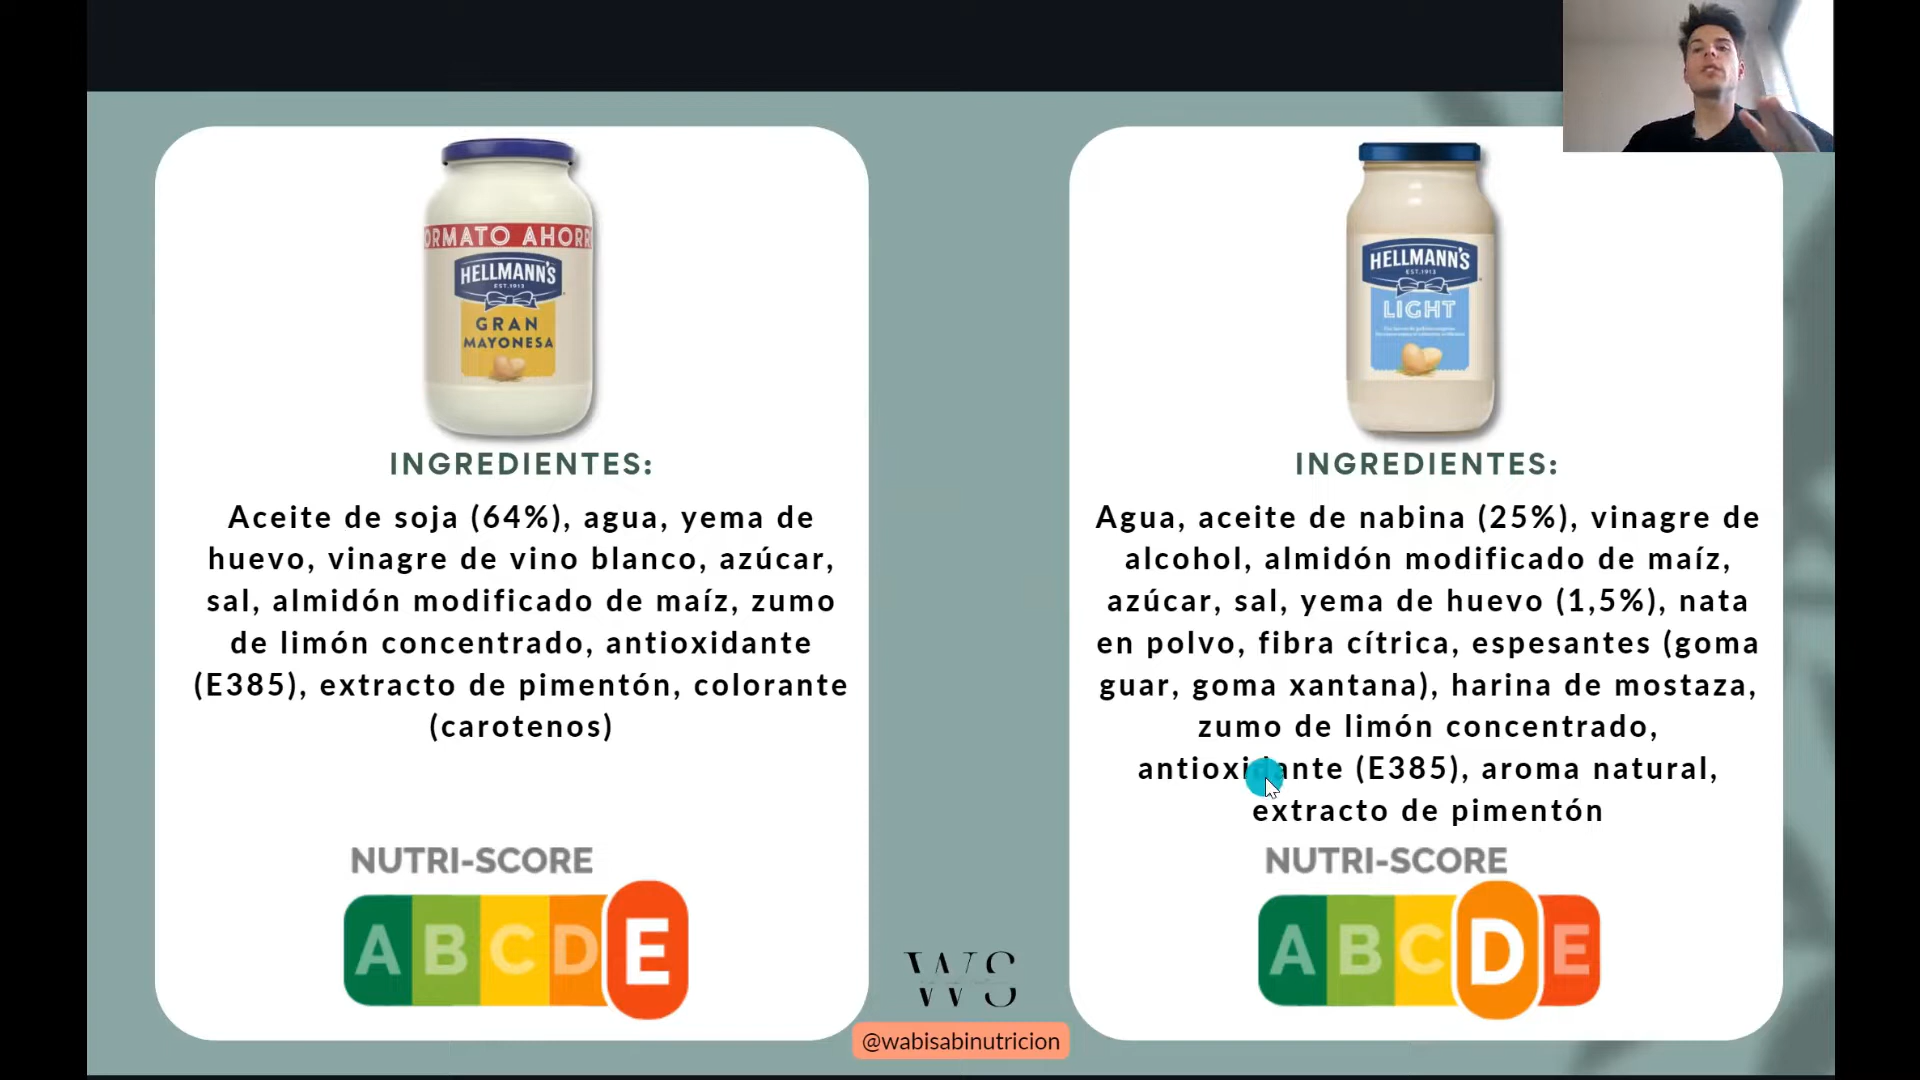 ORMATO AHORR
HELLMANN'S
EST.1913
GRAN
MAYONESA
INGREDIENTES:
Aceite de soja (64%), agua, yema de
huevo, vinagre de vino blanco, azúcar,
sal, almidón modificado de maíz, zumo
de limón concentrado, antioxidante
(E385), extracto de pimentón, colorante
(carotenos)
NUTRI-SCORE
A B C D E
HELLMANN'S
EST.1913
LIGHT
INGREDIENTES:
Agua, aceite de nabina (25%), vinagre de
alcohol, almidón modificado de maíz,
azúcar, sal, yema de huevo (1,5%), nata
en polvo, fibra cítrica, espesantes (goma
guar, goma xantana), harina de mostaza,
zumo de limón concentrado,
antioxidante (E385), aroma natural,
extracto de pimentón
NUTRI-SCORE
A B C D E
WS
@wabisabinutricion